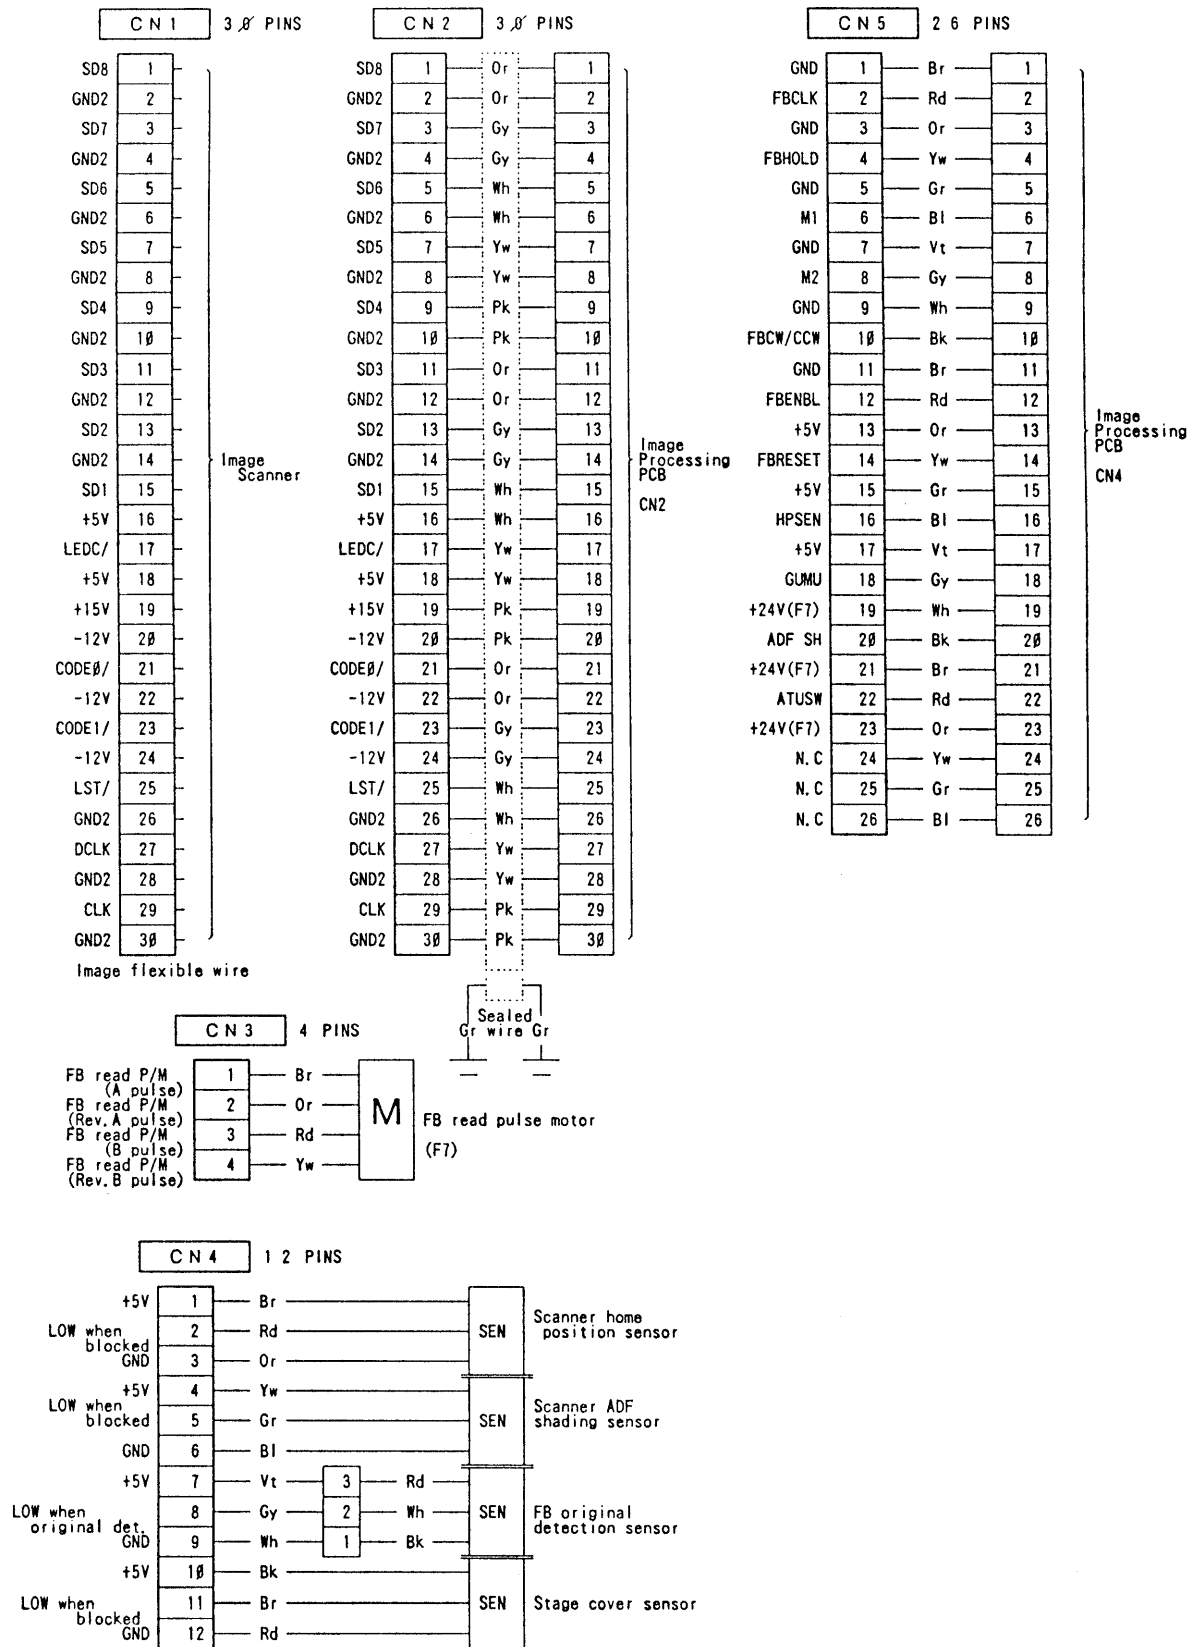 CN1 30 PINS
SD8 1
GND2 2
SD7 3
GND2 4
SD6 5
GND2 6
SD5 7
GND2 8
SD4 9
GND2 10
SD3 11
GND2 12
SD2 13
GND2 14
SD1 15
+5V 16
LEDC/ 17
+5V 18
+15V 19
-12V 20
CODE0/ 21
-12V 22
CODE1/ 23
-12V 24
LST/ 25
GND2 26
DCLK 27
GND2 28
CLK 29
GND2 30
Image
Scanner
Image flexible wire
CN2 30 PINS
SD8 1 Or 1
GND2 2 Or 2
SD7 3 Gy 3
GND2 4 Gy 4
SD6 5 Wh 5
GND2 6 Wh 6
SD5 7 Yw 7
GND2 8 Yw 8
SD4 9 Pk 9
GND2 10 Pk 10
SD3 11 Or 11
GND2 12 Or 12
SD2 13 Gy 13
GND2 14 Gy 14
SD1 15 Wh 15
+5V 16 Wh 16
LEDC/ 17 Yw 17
+5V 18 Yw 18
+15V 19 Pk 19
-12V 20 Pk 20
CODE0/ 21 Or 21
-12V 22 Or 22
CODE1/ 23 Gy 23
-12V 24 Gy 24
LST/ 25 Wh 25
GND2 26 Wh 26
DCLK 27 Yw 27
GND2 28 Yw 28
CLK 29 Pk 29
GND2 30 Pk 30
Image
Processing
PCB
CN2
Sealed
Gr wire Gr
CN5 26 PINS
GND 1 Br 1
FBCLK 2 Rd 2
GND 3 Or 3
FBHOLD 4 Yw 4
GND 5 Gr 5
M1 6 Bl 6
GND 7 Vt 7
M2 8 Gy 8
GND 9 Wh 9
FBCW/CCW 10 Bk 10
GND 11 Br 11
FBENBL 12 Rd 12
+5V 13 Or 13
FBRESET 14 Yw 14
+5V 15 Gr 15
HPSEN 16 Bl 16
+5V 17 Vt 17
GUMU 18 Gy 18
+24V(F7) 19 Wh 19
ADF SH 20 Bk 20
+24V(F7) 21 Br 21
ATUSW 22 Rd 22
+24V(F7) 23 Or 23
N.C 24 Yw 24
N.C 25 Gr 25
N.C 26 Bl 26
Image
Processing
PCB
CN4
CN3 4 PINS
FB read P/M 1 Br
(A pulse)
FB read P/M 2 Or
(Rev.A pulse)
FB read P/M 3 Rd
(B pulse)
FB read P/M 4 Yw
(Rev.B pulse)
M
FB read pulse motor
(F7)
CN4 12 PINS
+5V 1 Br
LOW when
blocked 2 Rd
GND 3 Or
SEN
Scanner home
position sensor
+5V 4 Yw
LOW when
blocked 5 Gr
GND 6 Bl
SEN
Scanner ADF
shading sensor
+5V 7 Vt 3 Rd
LOW when
original det. 8 Gy 2 Wh
GND 9 Wh 1 Bk
SEN
FB original
detection sensor
+5V 10 Bk
LOW when
blocked 11 Br
GND 12 Rd
SEN
Stage cover sensor